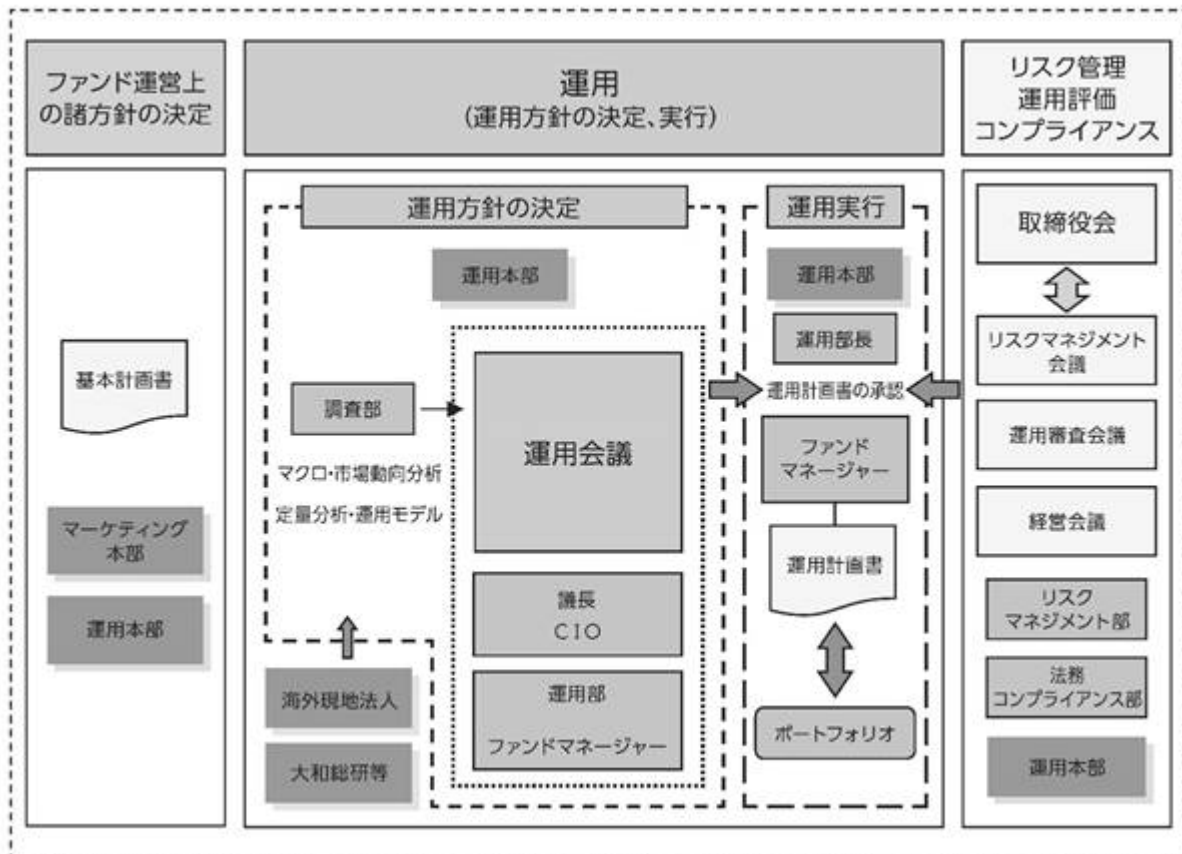 ファンド運営上
の諸方針の決定
運用
(運用方針の決定、実行)
リスク管理
運用評価
コンプライアンス
基本計画書
マーケティング
本部
運用本部
運用方針の決定
運用本部
調査部
マクロ・市場動向分析
定量分析・運用モデル
海外現地法人
大和総研等
運用会議
議長
CIO
運用部
ファンドマネージャー
運用実行
運用本部
運用部長
運用計画書の承認
ファンド
マネージャー
運用計画書
ポートフォリオ
取締役会
リスクマネジメント
会議
運用審査会議
経営会議
リスク
マネジメント部
法務
コンプライアンス部
運用本部